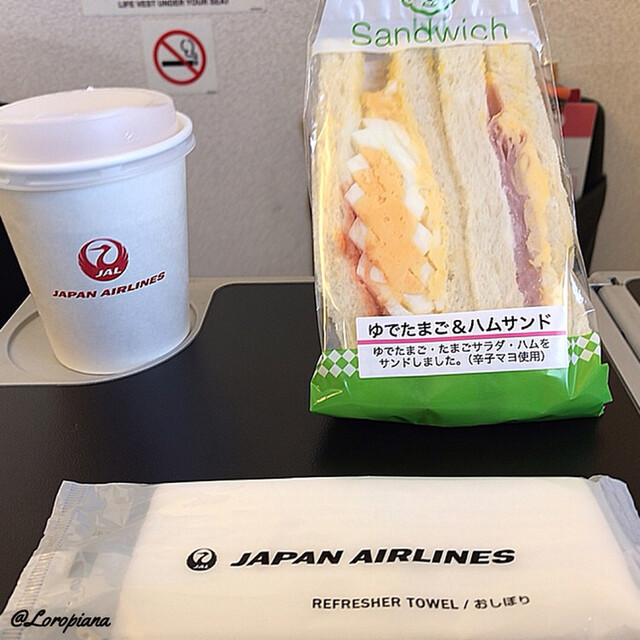 LIFE VEST UNDER YOUR SEAT
Sandwich
JAL
JAPAN AIRLINES
ゆでたまご＆ハムサンド
ゆでたまご・たまごサラダ・ハムを
サンドしました。（辛子マヨ使用）
JAL
JAPAN AIRLINES
REFRESHER TOWEL / おしぼり
@Loropiana